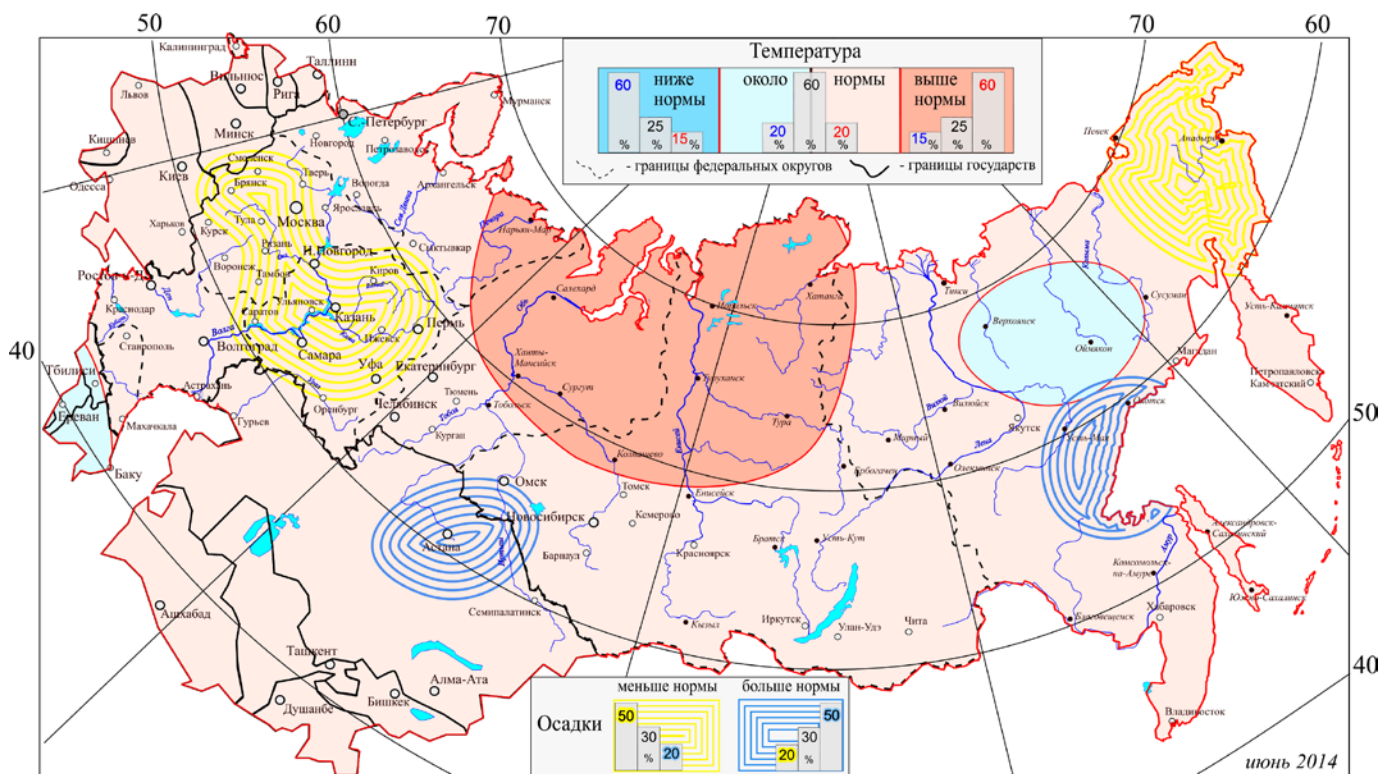 50
60
70
70
60
Температура
60
ниже нормы
25
15
%
%
%
около
нормы
20
60
20
%
%
%
выше нормы
15
25
60
%
%
%
- границы федеральных округов
- границы государств
Калининград
Таллинн
Вильнюс
Рига
Львов
Мурманск
Минск
С.-Петербург
Новгород
Петрозаводск
Кишинев
Киев
Смоленск
Одесса
Брянск
Тверь
Вологда
Архангельск
Сев.Двина
Печора
Нарьян-Мар
Певек
Анадырь
Москва
Ярославль
Харьков
Курск
Тула
Рязань
Н.Новгород
Сыктывкар
Колыма
Ростов н/Д.
Воронеж
Тамбов
Киров
Дон
Салехард
Обь
Норильск
Хатанга
Тикси
Сусуман
Усть-Камчатск
Краснодар
Ульяновск
Саратов
Казань
Пермь
Верхоянск
Оймякон
Ставрополь
Волга
Волгоград
Самара
Ижевск
Магадан
40
Тбилиси
Уфа
Екатеринбург
Ханты-
Мансийск
Туруханск
Петропавловск
Камчатский
Ереван
Астрахань
Оренбург
Тюмень
Сургут
Охотск
Махачкала
Гурьев
Челябинск
Тобол
Тобольск
Вилюй
Вилюйск
50
Курган
Тура
Мирный
Якутск
Усть-Мая
Баку
Колпашево
Енисей
Ербогачен
Лена
Олекминск
Омск
Томск
Енисейск
Новосибирск
Кемерово
Астана
Иртыш
Барнаул
Красноярск
Братск
Усть-Кут
Александровск-
Сахалинский
Амур
Комсомольск-
на-Амуре
Ашхабад
Семипалатинск
Кызыл
Иркутск
Улан-Удэ
Чита
Благовещенск
Хабаровск
Южно-Сахалинск
Ташкент
40
Алма-Ата
Бишкек
Душанбе
Владивосток
меньше нормы
больше нормы
Осадки
50
30
20
%
20
30
50
%
июнь 2014